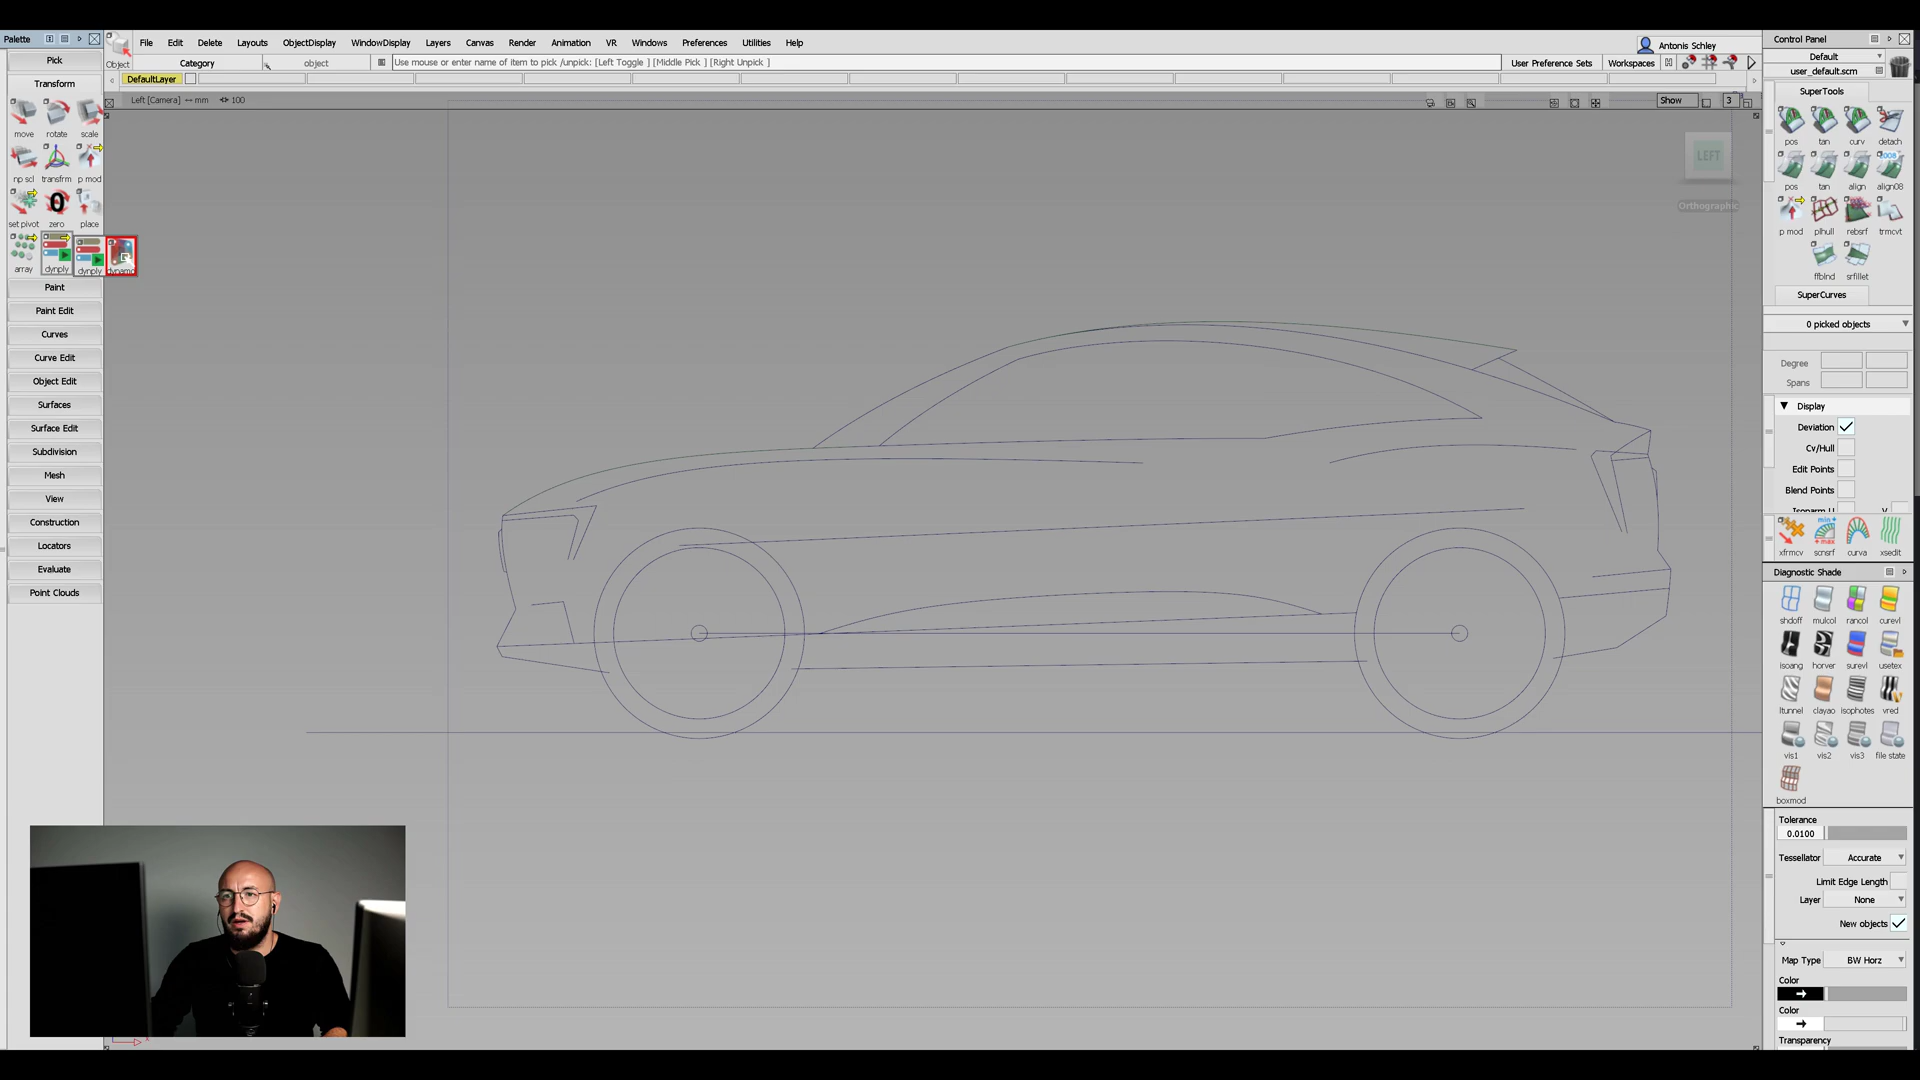 Palette
Pick
Transform
move rotate scale
np scl transfrm p mod
set pivot zero place
array dynply dynply
Paint
Paint Edit
Curves
Curve Edit
Object Edit
Surfaces
Surface Edit
Subdivision
Mesh
View
Construction
Locators
Evaluate
Point Clouds
File Edit Delete Layouts ObjectDisplay WindowDisplay Layers Canvas Render Animation VR Windows Preferences Utilities Help
Antonis Schley
Object Category object Use mouse or enter name of item to pick /unpick: [Left Toggle ] [Middle Pick ] [Right Unpick ] User Preference Sets Workspaces
DefaultLayer
Left [Camera] -- mm 100 Show 3
LEFT
Orthographic
Control Panel
Default
user_default.scm
SuperTools
pos tan curv detach
pos tan align align08
p mod plhull rebsrf trmcvt
ffblnd srfillet
SuperCurves
0 picked objects
Degree
Spans
Display
Deviation
Cv/Hull
Edit Points
Blend Points
xfrmcv scnsrf curva xsedit
Diagnostic Shade
shdoff mulcol rancol curevl
isoang horver surevl usetex
ltunnel clayao isophotes vred
vis1 vis2 vis3 file state
boxmod
Tolerance
0.0100
Tessellator Accurate
Limit Edge Length
Layer None
New objects
Map Type BW Horz
Color
Color
Transparency